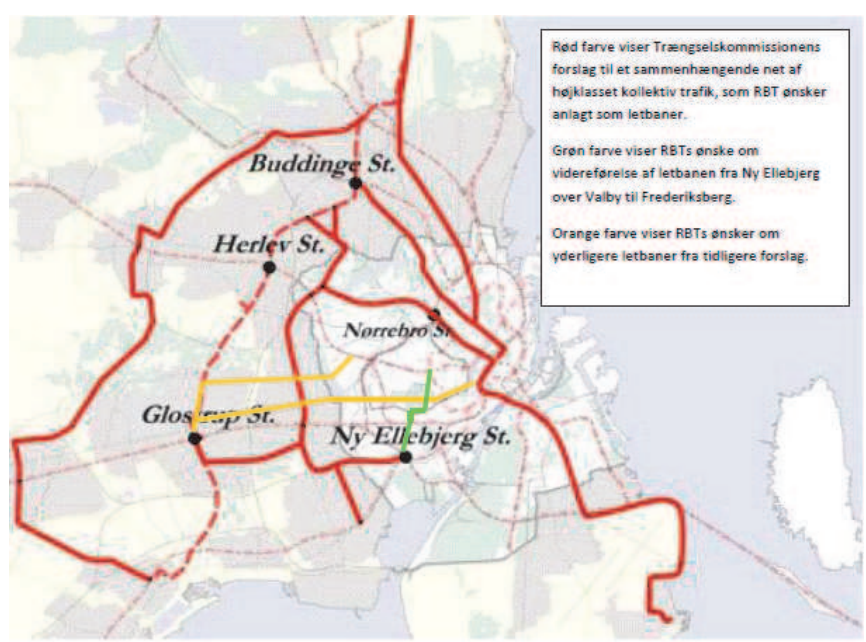 Rød farve viser Trængselskommissionens
forslag til et sammenhængende net af
højklasset kollektiv trafik, som RBT ønsker
anlagt som letbaner.
Grøn farve viser RBTs ønske om
videreførelse af letbanen fra Ny Ellebjerg
over Valby til Frederiksberg.
Orange farve viser RBTs ønsker om
yderligere letbaner fra tidligere forslag.
Buddinge St.
Herlev St.
Nørrebro St.
Glostrup St.
Ny Ellebjerg St.